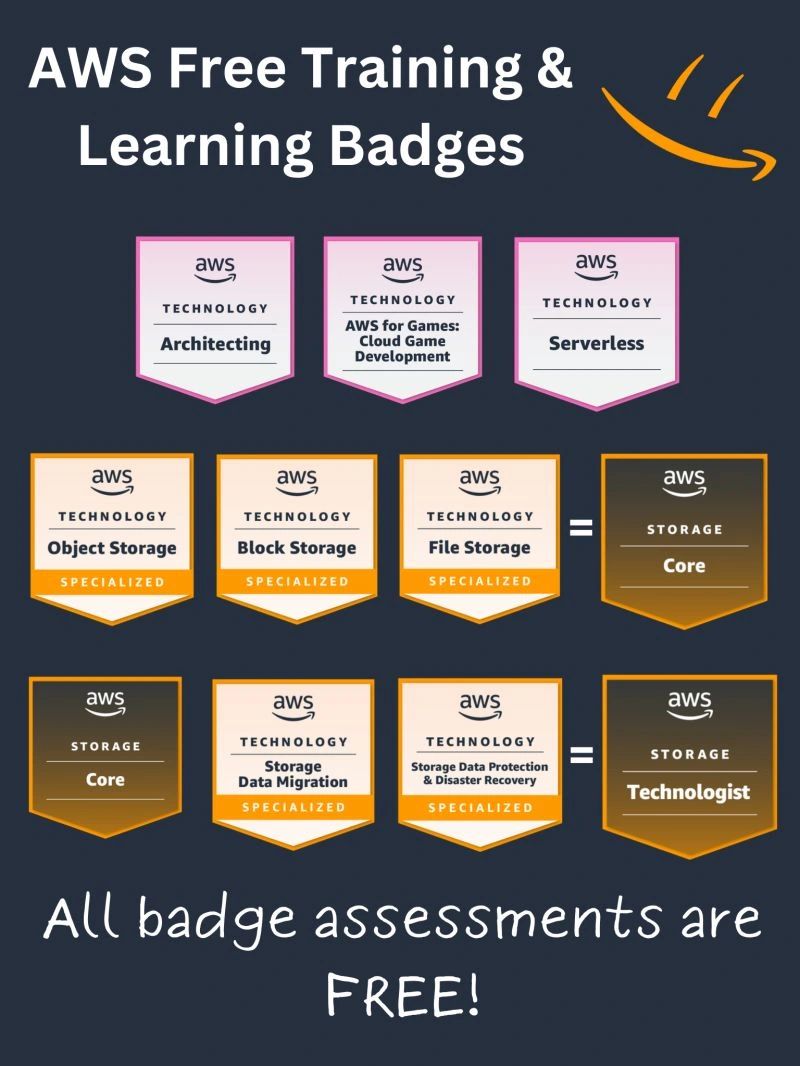 AWS Free Training &
Learning Badges
aws
TECHNOLOGY
Architecting
aws
TECHNOLOGY
AWS for Games:
Cloud Game
Development
aws
TECHNOLOGY
Serverless
aws
TECHNOLOGY
Object Storage
SPECIALIZED
aws
TECHNOLOGY
Block Storage
SPECIALIZED
aws
TECHNOLOGY
File Storage
SPECIALIZED
=
aws
STORAGE
Core
aws
STORAGE
Core
aws
TECHNOLOGY
Storage
Data Migration
SPECIALIZED
aws
TECHNOLOGY
Storage Data Protection
& Disaster Recovery
SPECIALIZED
=
aws
STORAGE
Technologist
All badge assessments are
FREE!